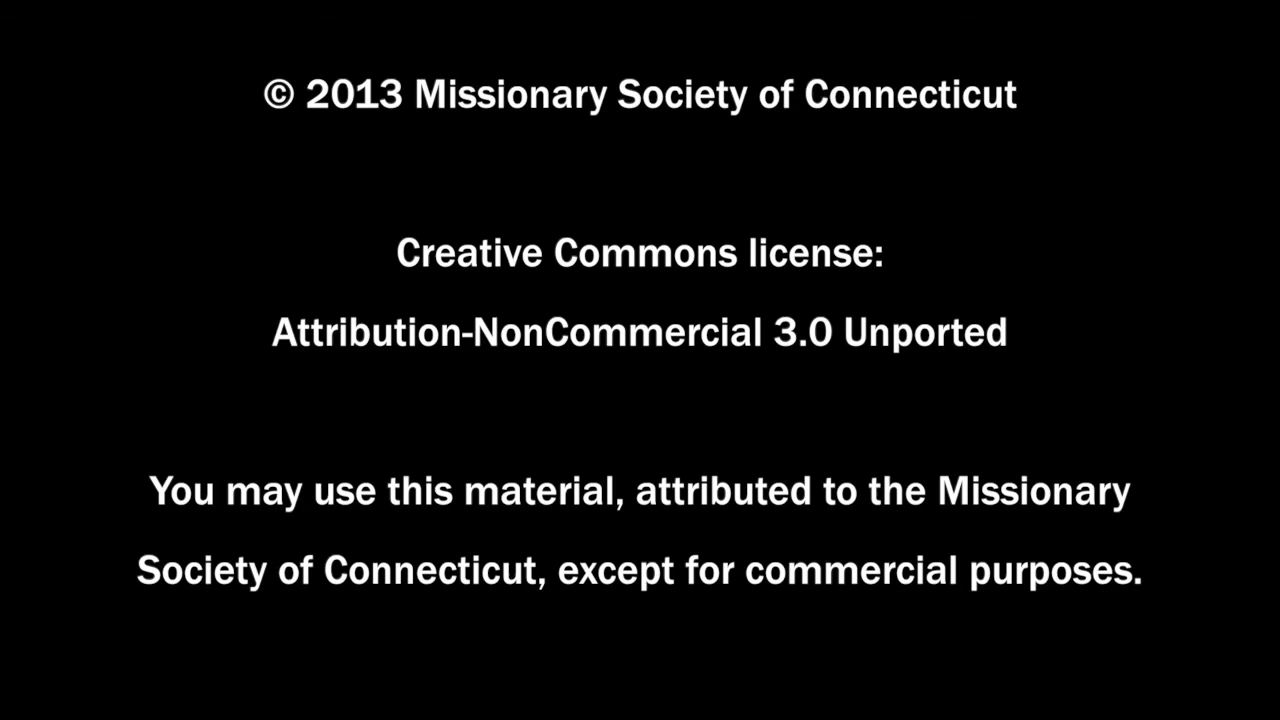 © 2013 Missionary Society of Connecticut
Creative Commons license:
Attribution-NonCommercial 3.0 Unported
You may use this material, attributed to the Missionary
Society of Connecticut, except for commercial purposes.